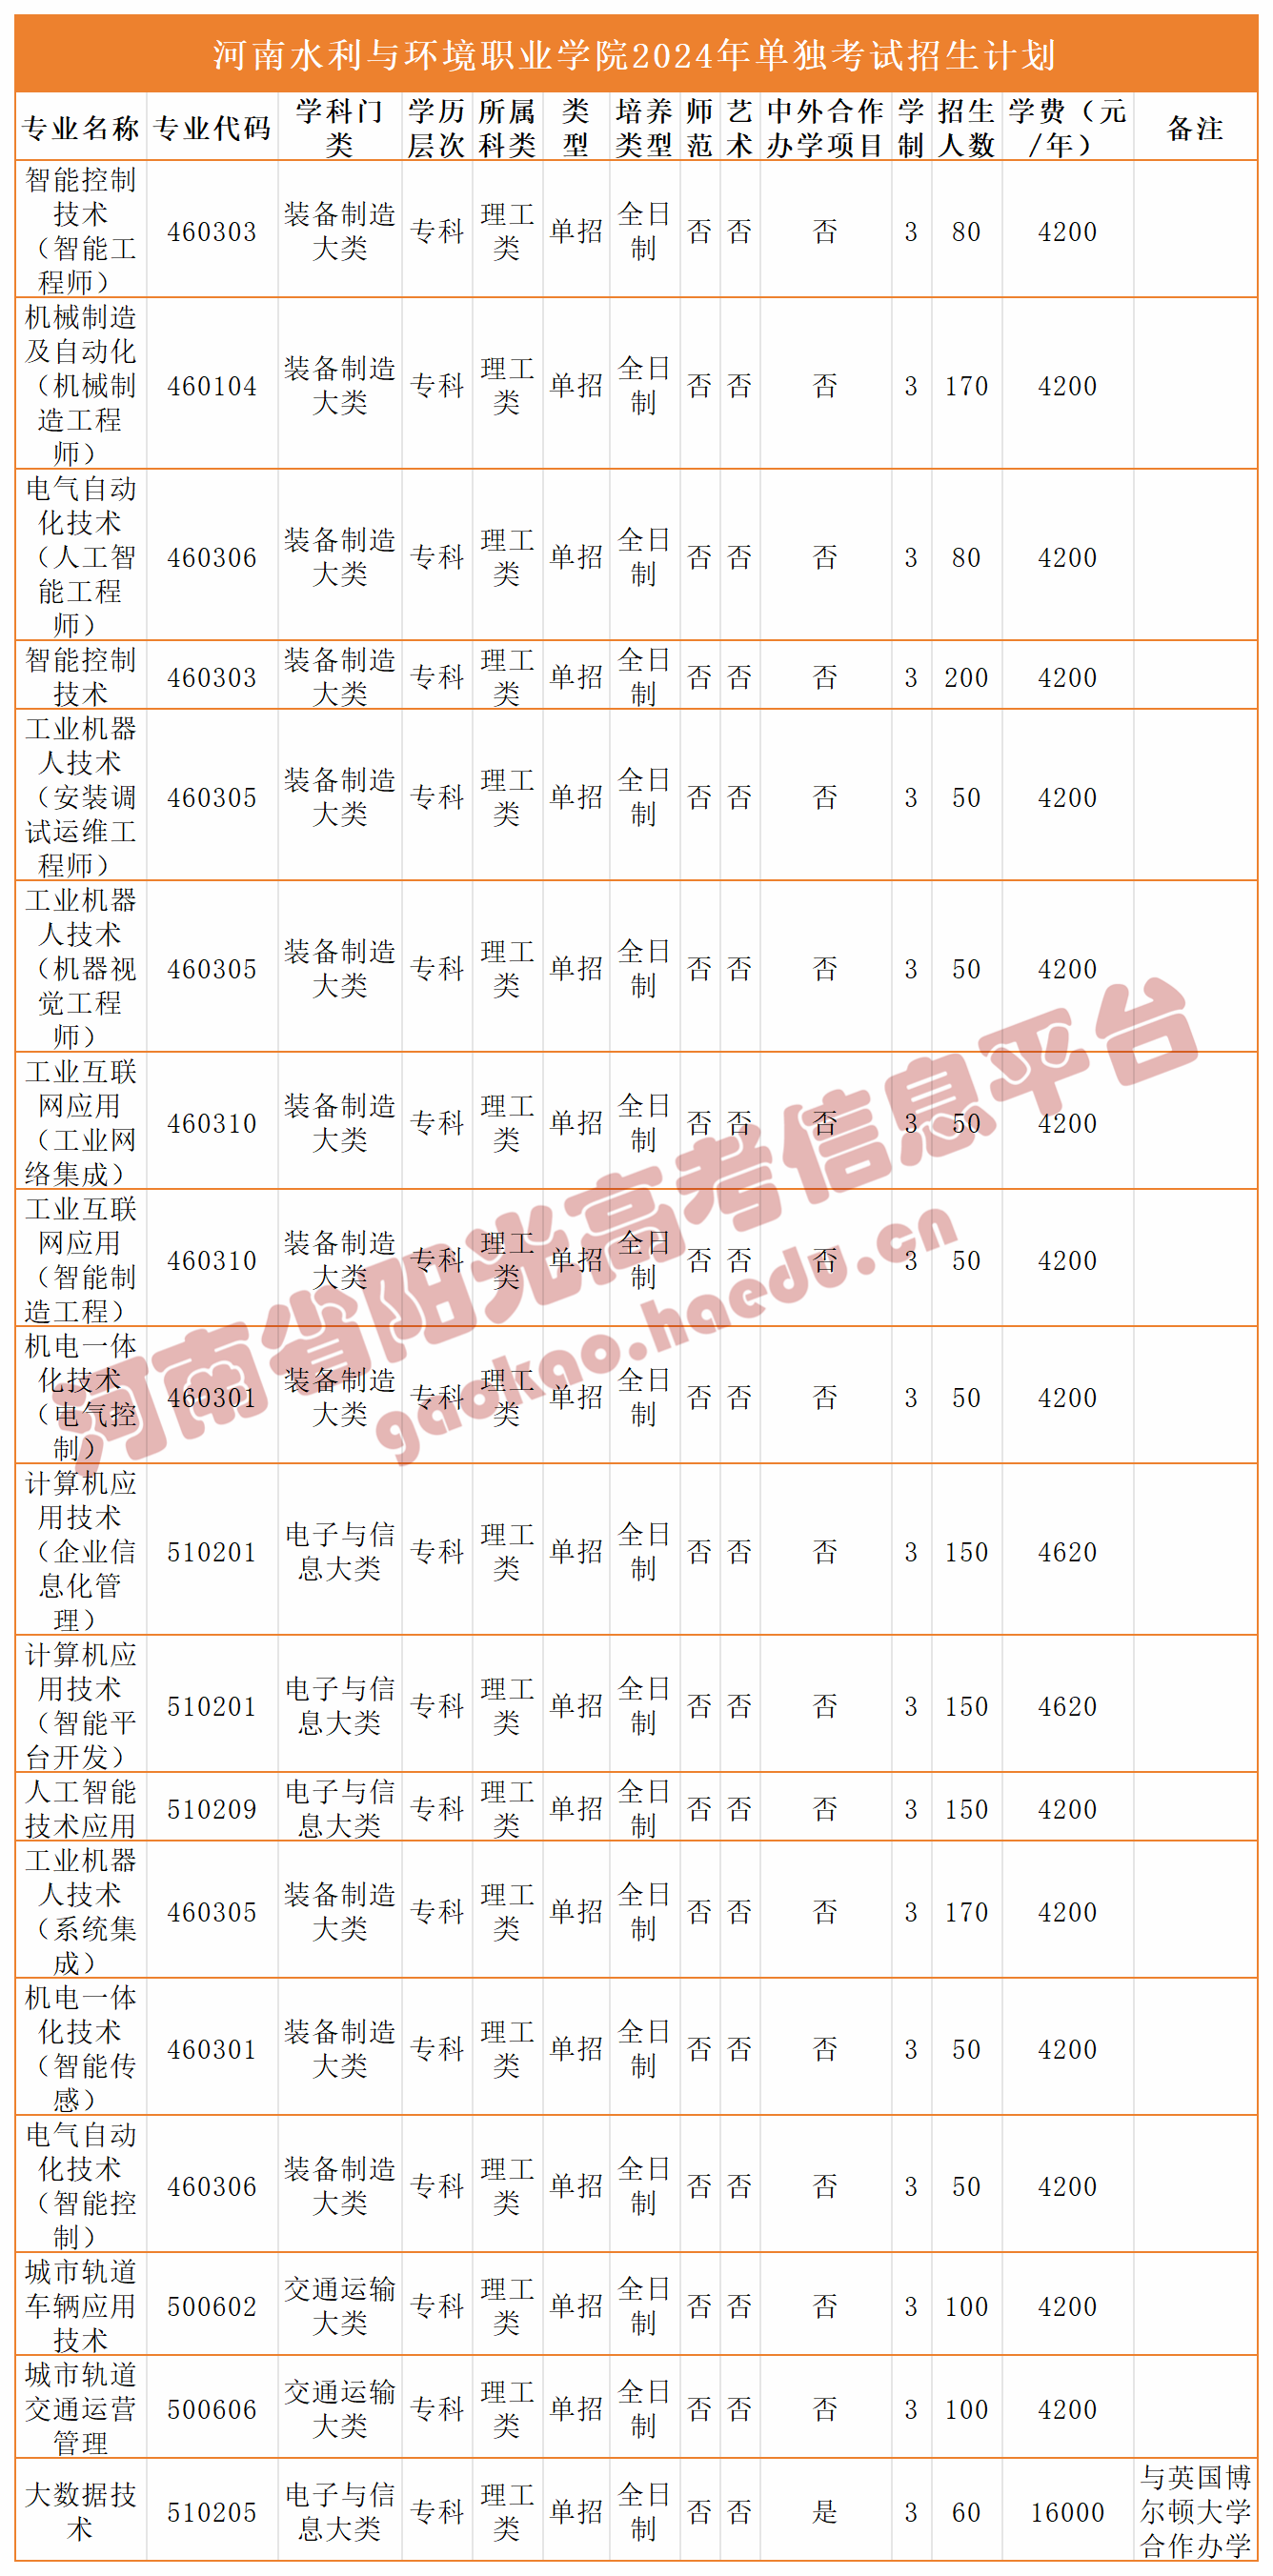 河南水利与环境职业学院2024年单独考试招生计划
专业名称 专业代码 学科门类 学历层次 所属科类 类型 培养类型 师范 艺术 中外合作办学项目 学制 招生人数 学费（元/年） 备注
智能控制技术（智能工程师） 460303 装备制造大类 专科 理工类 单招 全日制 否 否 否 3 80 4200
机械制造及自动化（机械制造工程师） 460104 装备制造大类 专科 理工类 单招 全日制 否 否 否 3 170 4200
电气自动化技术（人工智能工程师） 460306 装备制造大类 专科 理工类 单招 全日制 否 否 否 3 80 4200
智能控制技术 460303 装备制造大类 专科 理工类 单招 全日制 否 否 否 3 200 4200
工业机器人技术（安装调试运维工程师） 460305 装备制造大类 专科 理工类 单招 全日制 否 否 否 3 50 4200
工业机器人技术（机器视觉工程师） 460305 装备制造大类 专科 理工类 单招 全日制 否 否 否 3 50 4200
工业互联网应用（工业网络集成） 460310 装备制造大类 专科 理工类 单招 全日制 否 否 否 3 50 4200
工业互联网应用（智能制造工程） 460310 装备制造大类 专科 理工类 单招 全日制 否 否 否 3 50 4200
机电一体化技术（电气控制） 460301 装备制造大类 专科 理工类 单招 全日制 否 否 否 3 50 4200
计算机应用技术（企业信息化管理） 510201 电子与信息大类 专科 理工类 单招 全日制 否 否 否 3 150 4620
计算机应用技术（智能平台开发） 510201 电子与信息大类 专科 理工类 单招 全日制 否 否 否 3 150 4620
人工智能技术应用 510209 电子与信息大类 专科 理工类 单招 全日制 否 否 否 3 150 4200
工业机器人技术（系统集成） 460305 装备制造大类 专科 理工类 单招 全日制 否 否 否 3 170 4200
机电一体化技术（智能传感） 460301 装备制造大类 专科 理工类 单招 全日制 否 否 否 3 50 4200
电气自动化技术（智能控制） 460306 装备制造大类 专科 理工类 单招 全日制 否 否 否 3 50 4200
城市轨道车辆应用技术 500602 交通运输大类 专科 理工类 单招 全日制 否 否 否 3 100 4200
城市轨道交通运营管理 500606 交通运输大类 专科 理工类 单招 全日制 否 否 否 3 100 4200
大数据技术 510205 电子与信息大类 专科 理工类 单招 全日制 否 否 是 3 60 16000 与英国博尔顿大学合作办学
河南省阳光高考信息平台
gaokao.haedu.cn